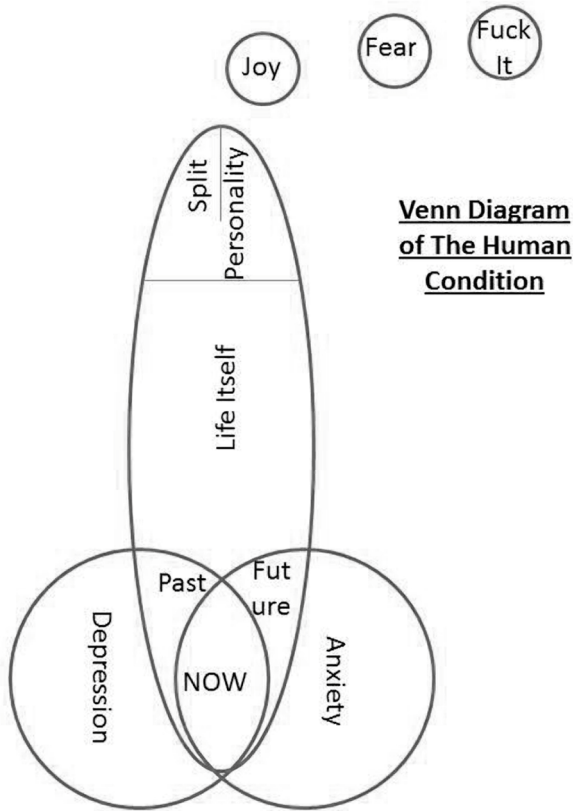 Joy
Fear
Fuck
It
Split
Personality
Venn Diagram
of The Human
Condition
Life Itself
Past
Fut
ure
Depression
NOW
Anxiety